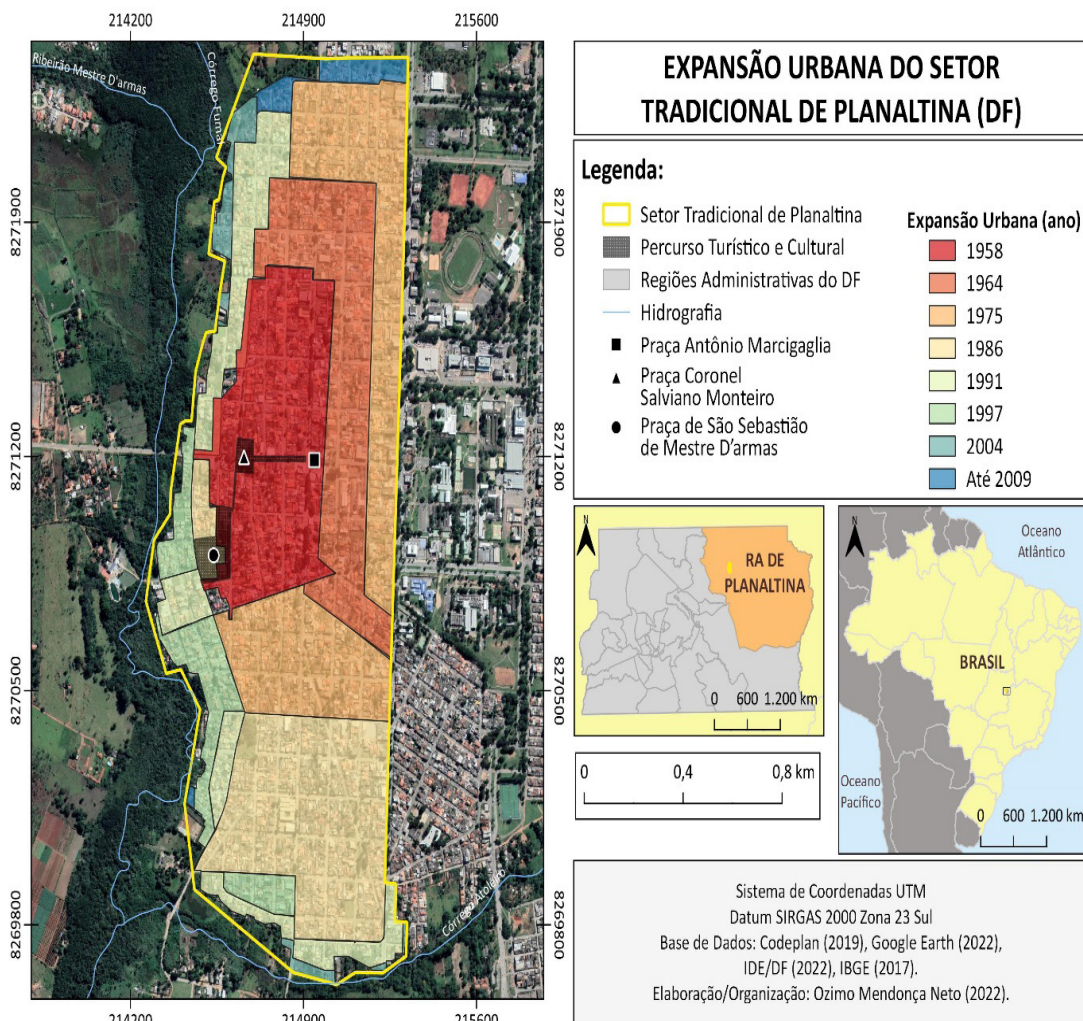 214200
214900
215600
Ribeirão Mestre D'armas
Córrego Fumal
8271900
8271200
8270500
8269800
8271900
8271200
8270500
8269800
Córrego Atoleiro
214200
214900
215600
EXPANSÃO URBANA DO SETOR
TRADICIONAL DE PLANALTINA (DF)
Legenda:
Setor Tradicional de Planaltina
Percurso Turístico e Cultural
Regiões Administrativas do DF
Hidrografia
Praça Antônio Marcigaglia
Praça Coronel
Salviano Monteiro
Praça de São Sebastião
de Mestre D'armas
Expansão Urbana (ano)
1958
1964
1975
1986
1991
1997
2004
Até 2009
N
RA DE
PLANALTINA
0 600 1.200 km
0 0,4 0,8 km
N
Oceano
Atlântico
BRASIL
Oceano
Pacífico
0 600 1.200 km
Sistema de Coordenadas UTM
Datum SIRGAS 2000 Zona 23 Sul
Base de Dados: Codeplan (2019), Google Earth (2022),
IDE/DF (2022), IBGE (2017).
Elaboração/Organização: Ozimo Mendonça Neto (2022).